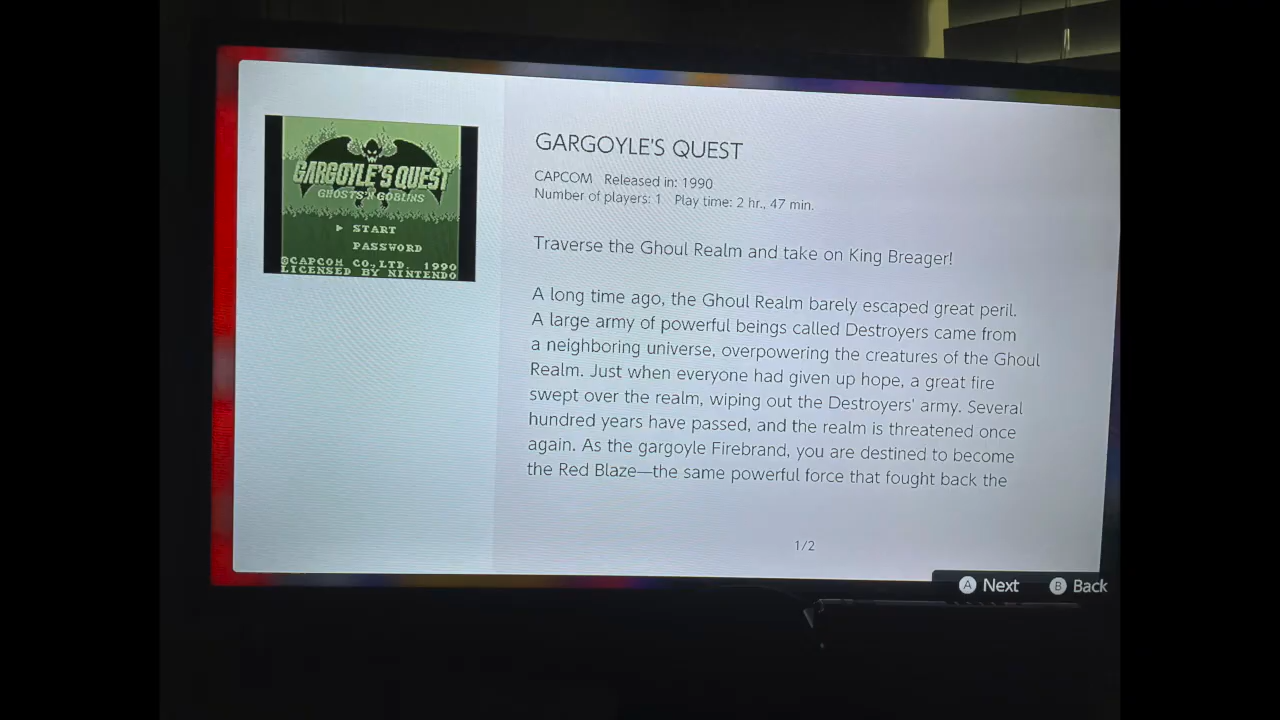 GARGOYLE'S QUEST
GHOSTS'N GOBLINS
START
PASSWORD
©CAPCOM CO.,LTD. 1990
LICENSED BY NINTENDO
GARGOYLE'S QUEST
CAPCOM Released in: 1990
Number of players: 1 Play time: 2 hr., 47 min.
Traverse the Ghoul Realm and take on King Breager!
A long time ago, the Ghoul Realm barely escaped great peril.
A large army of powerful beings called Destroyers came from
a neighboring universe, overpowering the creatures of the Ghoul
Realm. Just when everyone had given up hope, a great fire
swept over the realm, wiping out the Destroyers' army. Several
hundred years have passed, and the realm is threatened once
again. As the gargoyle Firebrand, you are destined to become
the Red Blaze—the same powerful force that fought back the
1/2
A Next B Back